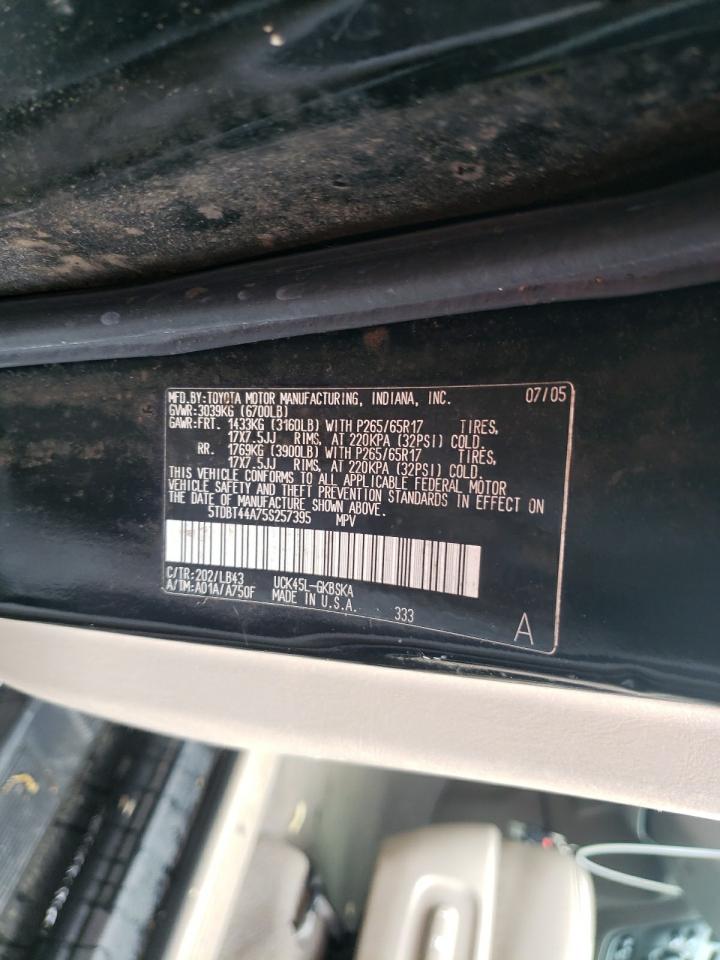 MFD.BY:TOYOTA MOTOR MANUFACTURING, INDIANA, INC. 07/05
GVWR:3039KG (6700LB)
GAWR:FRT. 1433KG (3160LB) WITH P265/65R17 TIRES,
17X7.5JJ RIMS, AT 220KPA (32PSI) COLD.
RR. 1769KG (3900LB) WITH P265/65R17 TIRES,
17X7.5JJ RIMS, AT 220KPA (32PSI) COLD.
THIS VEHICLE CONFORMS TO ALL APPLICABLE FEDERAL MOTOR
VEHICLE SAFETY AND THEFT PREVENTION STANDARDS IN EFFECT ON
THE DATE OF MANUFACTURE SHOWN ABOVE.
5TDBT44A75S257395 MPV
C/TR:202/LB43 UCK45L-GKBSKA
A/TM:A01A/A750F MADE IN U.S.A. 333
A